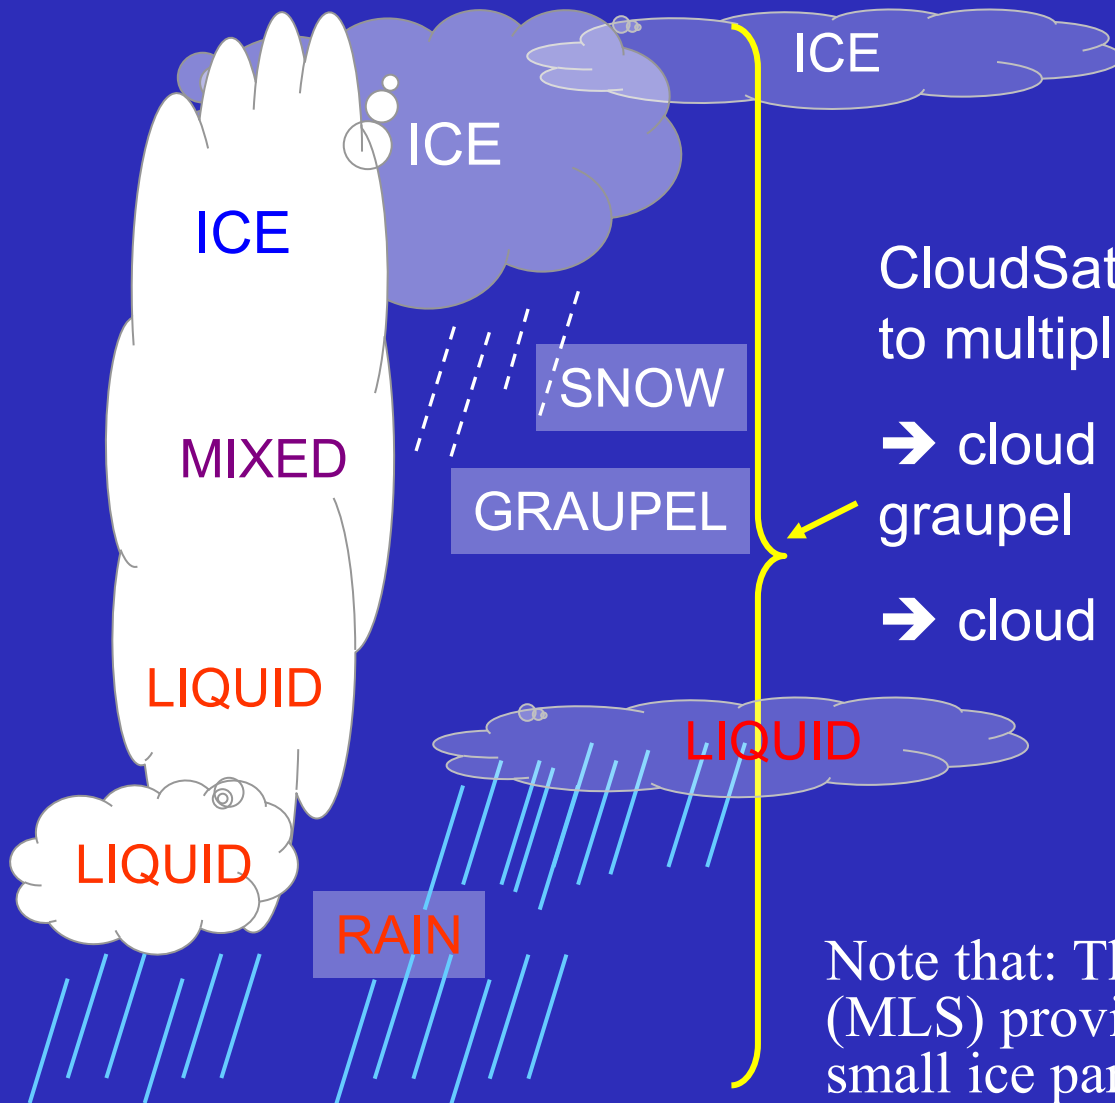 ICE
ICE
ICE
CloudSat
to multipl
SNOW
➔ cloud
MIXED
GRAUPEL
graupel
➔ cloud
LIQUID
LIQUID
LIQUID
RAIN
Note that:
(MLS) provi
small ice par